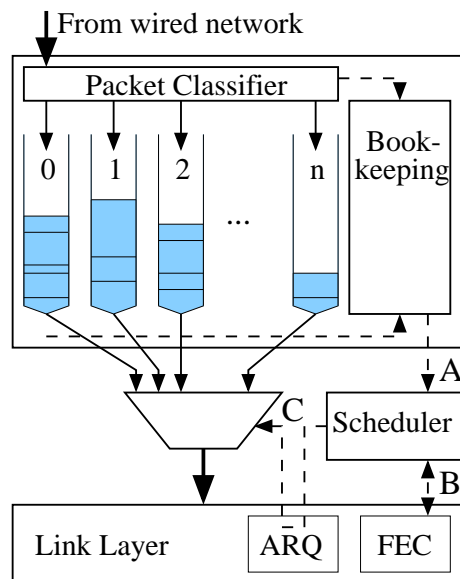 From wired network
Packet Classifier
Book-
keeping
0
1
2
n
...
A
C
Scheduler
B
Link Layer
ARQ
FEC